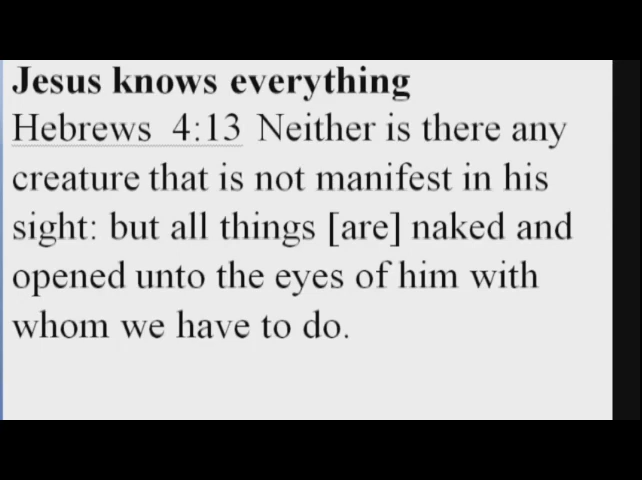 Jesus knows everything
Hebrews 4:13 Neither is there any
creature that is not manifest in his
sight: but all things [are] naked and
opened unto the eyes of him with
whom we have to do.